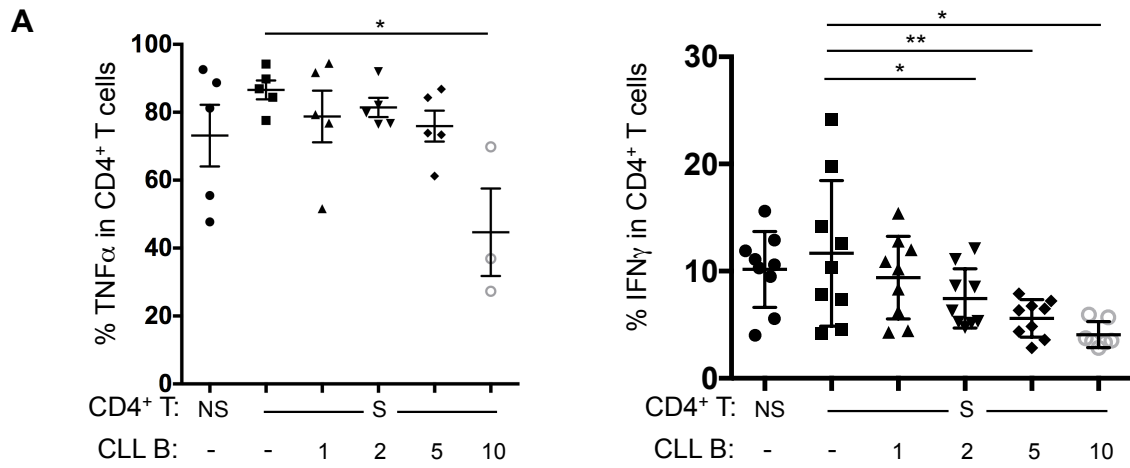 A
*
% TNFα in CD4⁺ T cells
100
80
60
40
20
0
CD4⁺ T: NS S
CLL B: - - 1 2 5 10
*
**
*
% IFNγ in CD4⁺ T cells
30
20
10
0
CD4⁺ T: NS S
CLL B: - - 1 2 5 10